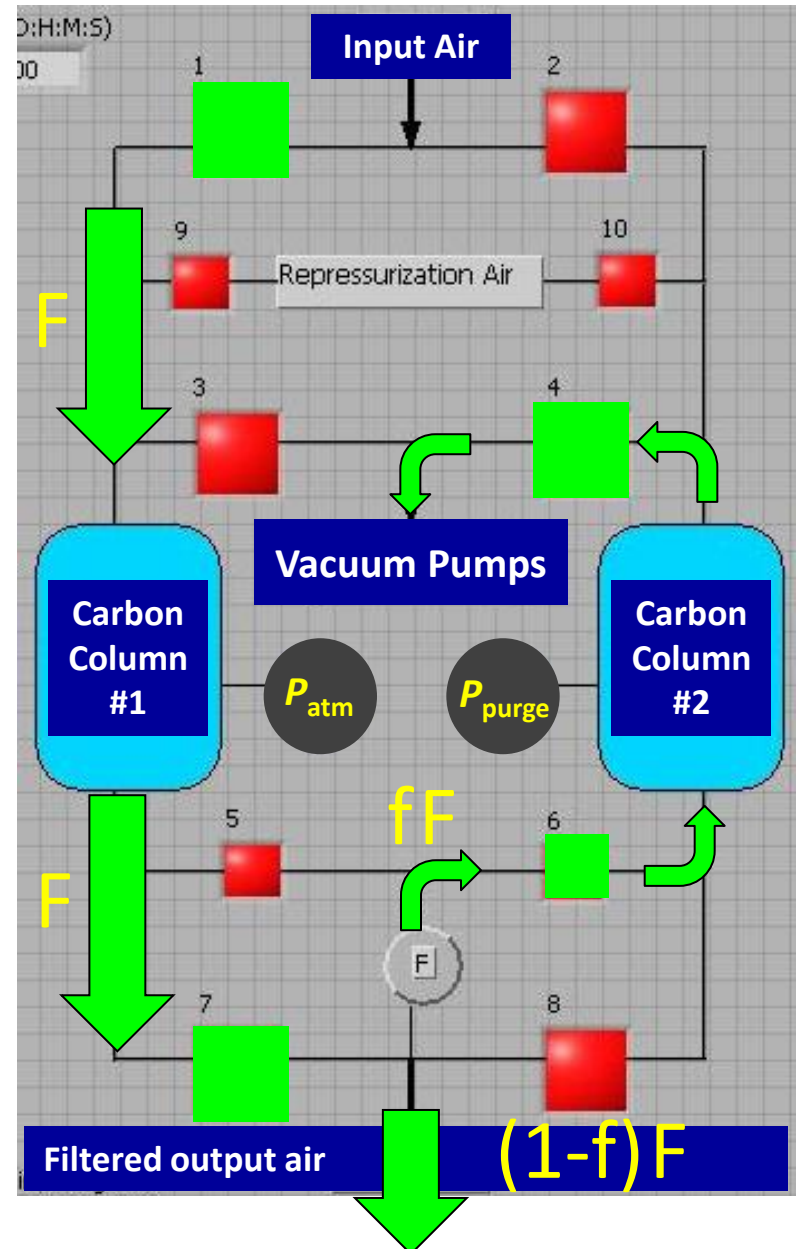 D:H:M:S)
00
Input Air
1
2
9
10
Repressurization Air
F
3
4
Vacuum Pumps
Carbon
Column
#1
Patm
Ppurge
Carbon
Column
#2
fF
5
6
F
F
7
8
Filtered output air
(1-f)F